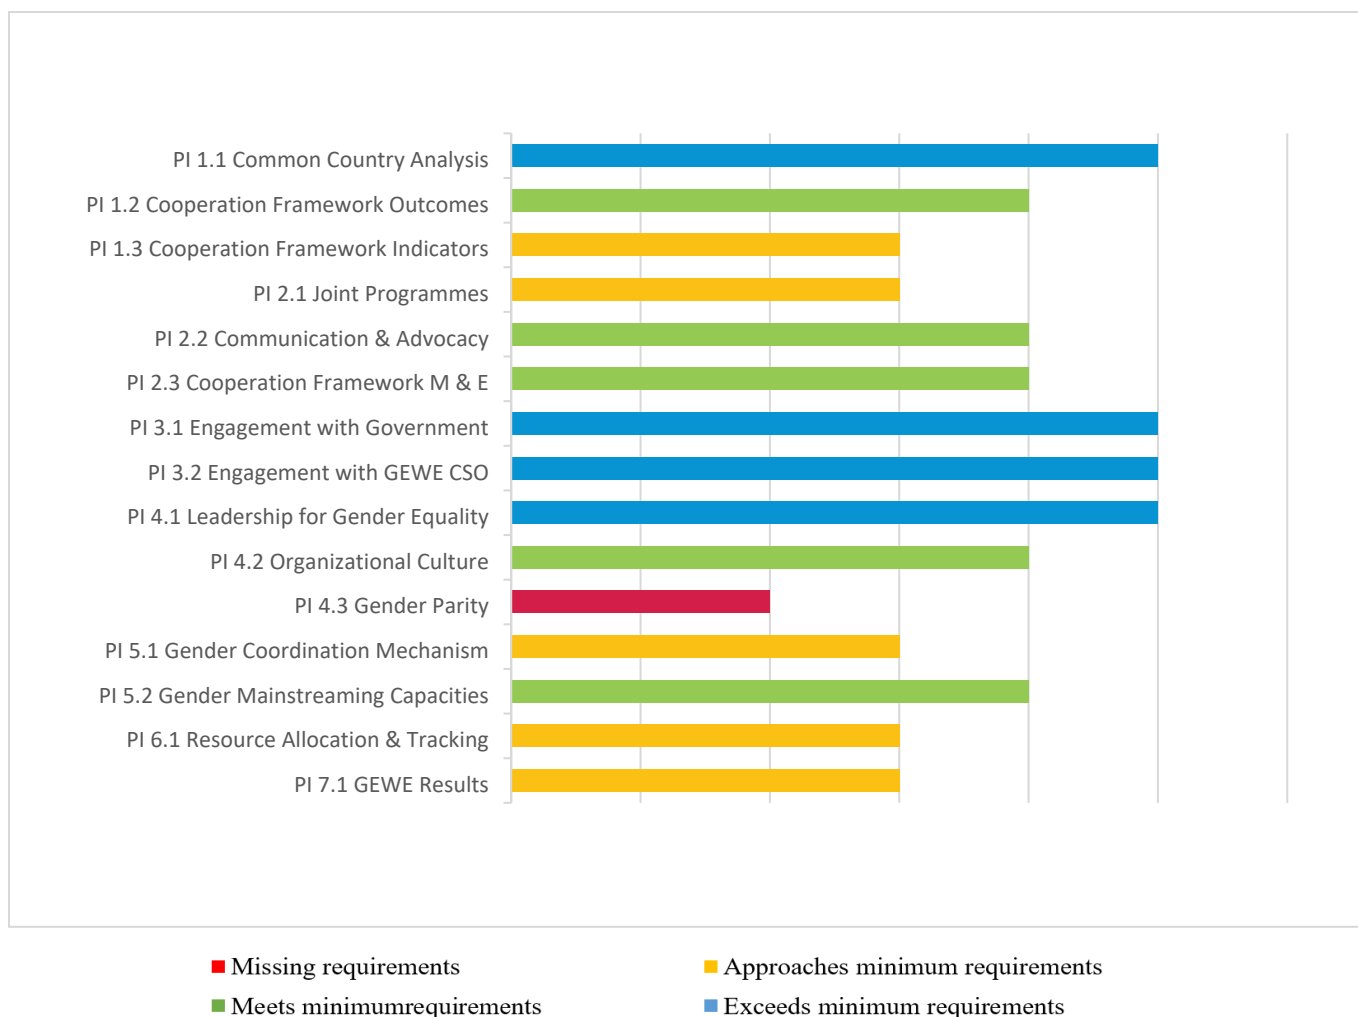 PI 1.1 Common Country Analysis
PI 1.2 Cooperation Framework Outcomes
PI 1.3 Cooperation Framework Indicators
PI 2.1 Joint Programmes
PI 2.2 Communication & Advocacy
PI 2.3 Cooperation Framework M & E
PI 3.1 Engagement with Government
PI 3.2 Engagement with GEWE CSO
PI 4.1 Leadership for Gender Equality
PI 4.2 Organizational Culture
PI 4.3 Gender Parity
PI 5.1 Gender Coordination Mechanism
PI 5.2 Gender Mainstreaming Capacities
PI 6.1 Resource Allocation & Tracking
PI 7.1 GEWE Results
Missing requirements
Approaches minimum requirements
Meets minimumrequirements
Exceeds minimum requirements